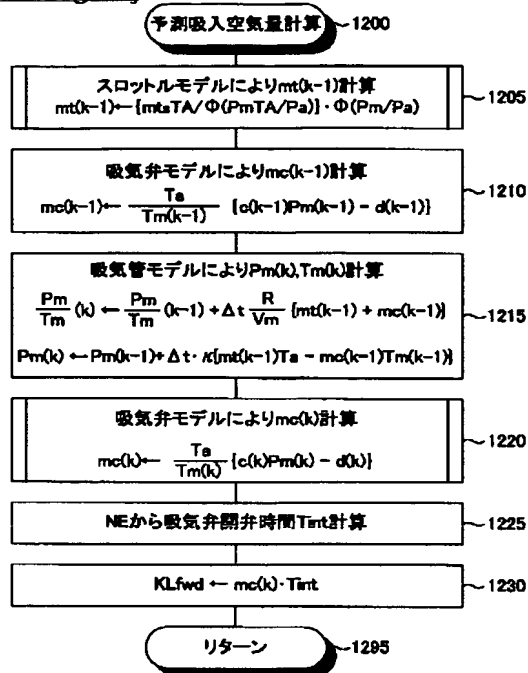 予測吸入空気量計算
1200
スロットルモデルによりmt(k-1)計算
mt(k-1)←{mtsTA/Φ(PmTA/Pa)}・Φ(Pm/Pa)
1205
吸気弁モデルによりmc(k-1)計算
mc(k-1)← Ta/Tm(k-1) {c(k-1)Pm(k-1) - d(k-1)}
1210
吸気管モデルによりPm(k),Tm(k)計算
Pm/Tm (k) ← Pm/Tm (k-1) + Δt R/Vm {mt(k-1) + mc(k-1)}
Pm(k) ← Pm(k-1)+ Δt・κ{mt(k-1)Ta - mc(k-1)Tm(k-1)}
1215
吸気弁モデルによりmc(k)計算
mc(k)← Ta/Tm(k) {c(k)Pm(k) - d(k)}
1220
NEから吸気弁開弁時間Tint計算
1225
KLfwd ← mc(k)・Tint
1230
リターン
1295